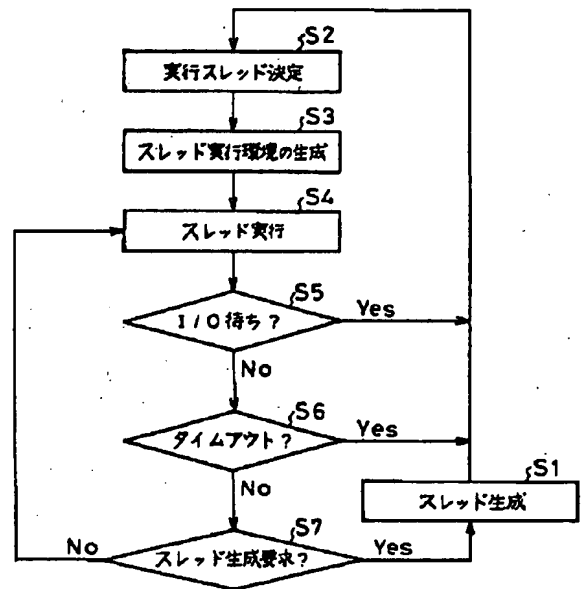 S2
実行スレッド決定
S3
スレッド実行環境の生成
S4
スレッド実行
S5
I/O待ち?
Yes
No
S6
タイムアウト?
Yes
No
S1
スレッド生成
S7
スレッド生成要求?
No
Yes